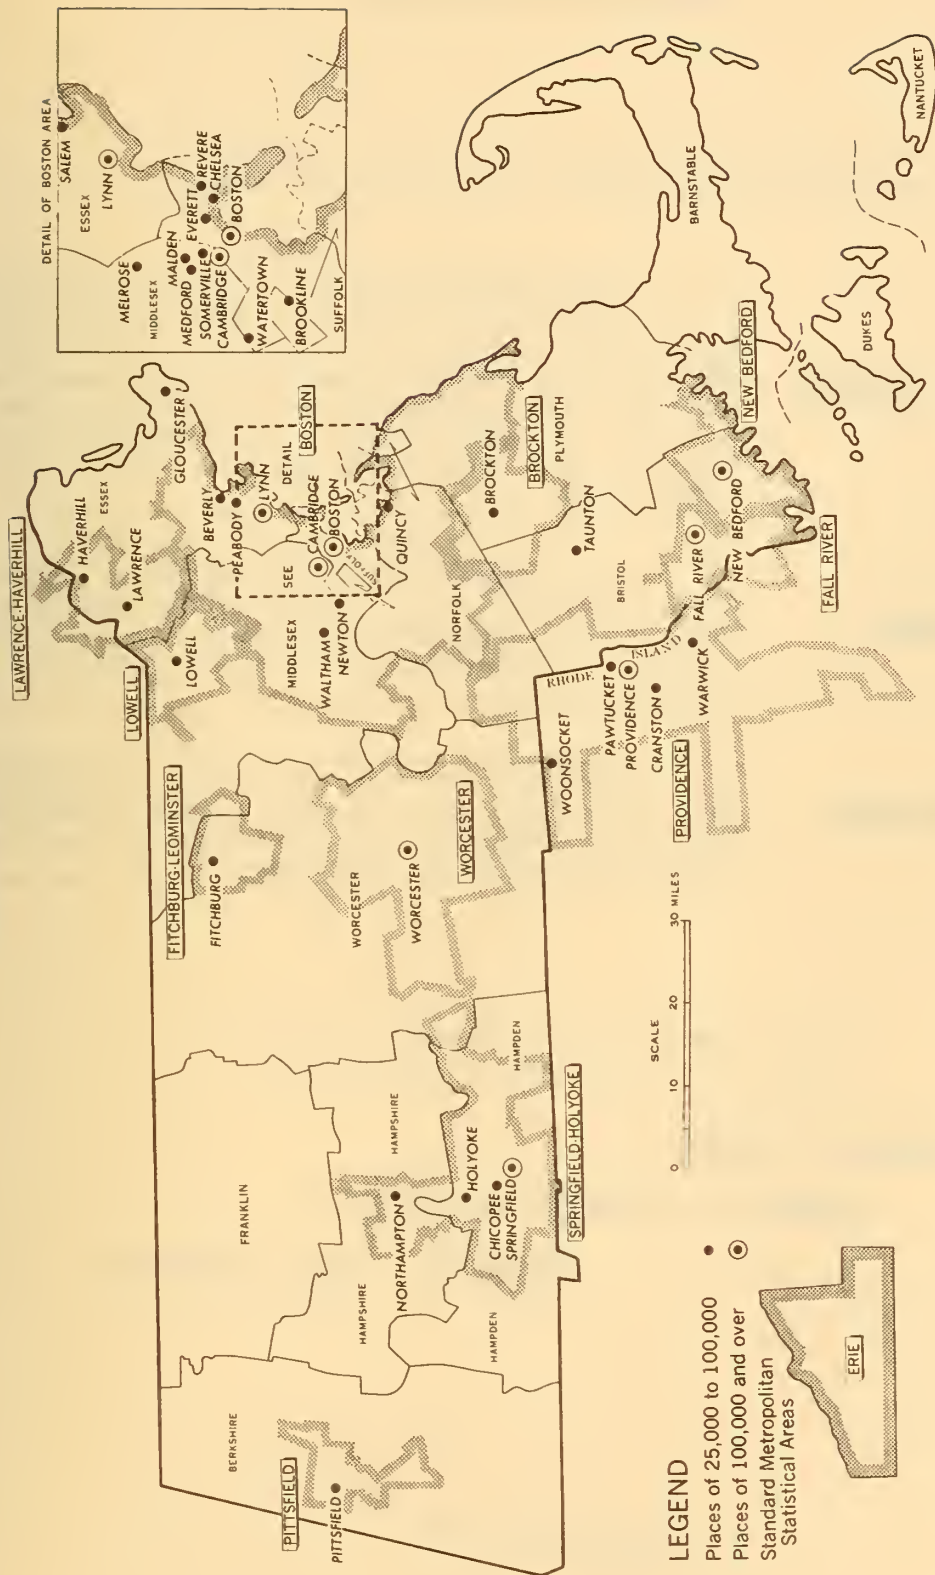 DETAIL OF BOSTON AREA
SALEM
ESSEX
LYNN
MELROSE
MIDDLESEX
MALDEN
MEDFORD
EVERETT
REVERE
CHELSEA
SOMERVILLE
CAMBRIDGE
BOSTON
WATERTOWN
BROOKLINE
SUFFOLK
LAWRENCE-HAVERHILL
HAVERHILL
ESSEX
LAWRENCE
GLOUCESTER
LOWELL
LOWELL
BEVERLY
PEABODY
LYNN
SEE
DETAIL
BOSTON
CAMBRIDGE
BOSTON
SUFFOLK
MIDDLESEX
WALTHAM
NEWTON
QUINCY
NORFOLK
BROCKTON
BROCKTON
PLYMOUTH
TAUNTON
BRISTOL
FALL RIVER
NEW BEDFORD
NEW BEDFORD
FALL RIVER
BARNSTABLE
DUKES
NANTUCKET
FITCHBURG-LEOMINSTER
FITCHBURG
WORCESTER
WORCESTER
WORCESTER
RHODE ISLAND
WOONSOCKET
PAWTUCKET
PROVIDENCE
CRANSTON
WARWICK
PROVIDENCE
FRANKLIN
HAMPSHIRE
HAMPSHIRE
NORTHAMPTON
HOLYOKE
CHICOPEE
SPRINGFIELD
HAMPDEN
HAMPDEN
SPRINGFIELD-HOLYOKE
BERKSHIRE
PITTSFIELD
PITTSFIELD
SCALE
0 10 20 30 MILES
LEGEND
Places of 25,000 to 100,000
Places of 100,000 and over
Standard Metropolitan
Statistical Areas
ERIE